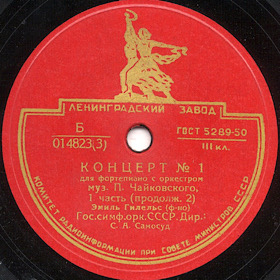 ЛЕНИНГРАДСКИЙ ЗАВОД
Б
014823(3)
ГОСТ 5289-50
III кл.
КОНЦЕРТ № 1
для фортепиано с оркестром
муз. П. Чайковского,
1 часть (продолж. 2)
Эмиль Гилельс (ф-но)
Гос.симф.орк.СССР. Дир.:
С. А. Самосуд
КОМИТЕТ РАДИОИНФОРМАЦИИ ПРИ СОВЕТЕ МИНИСТРОВ СССР